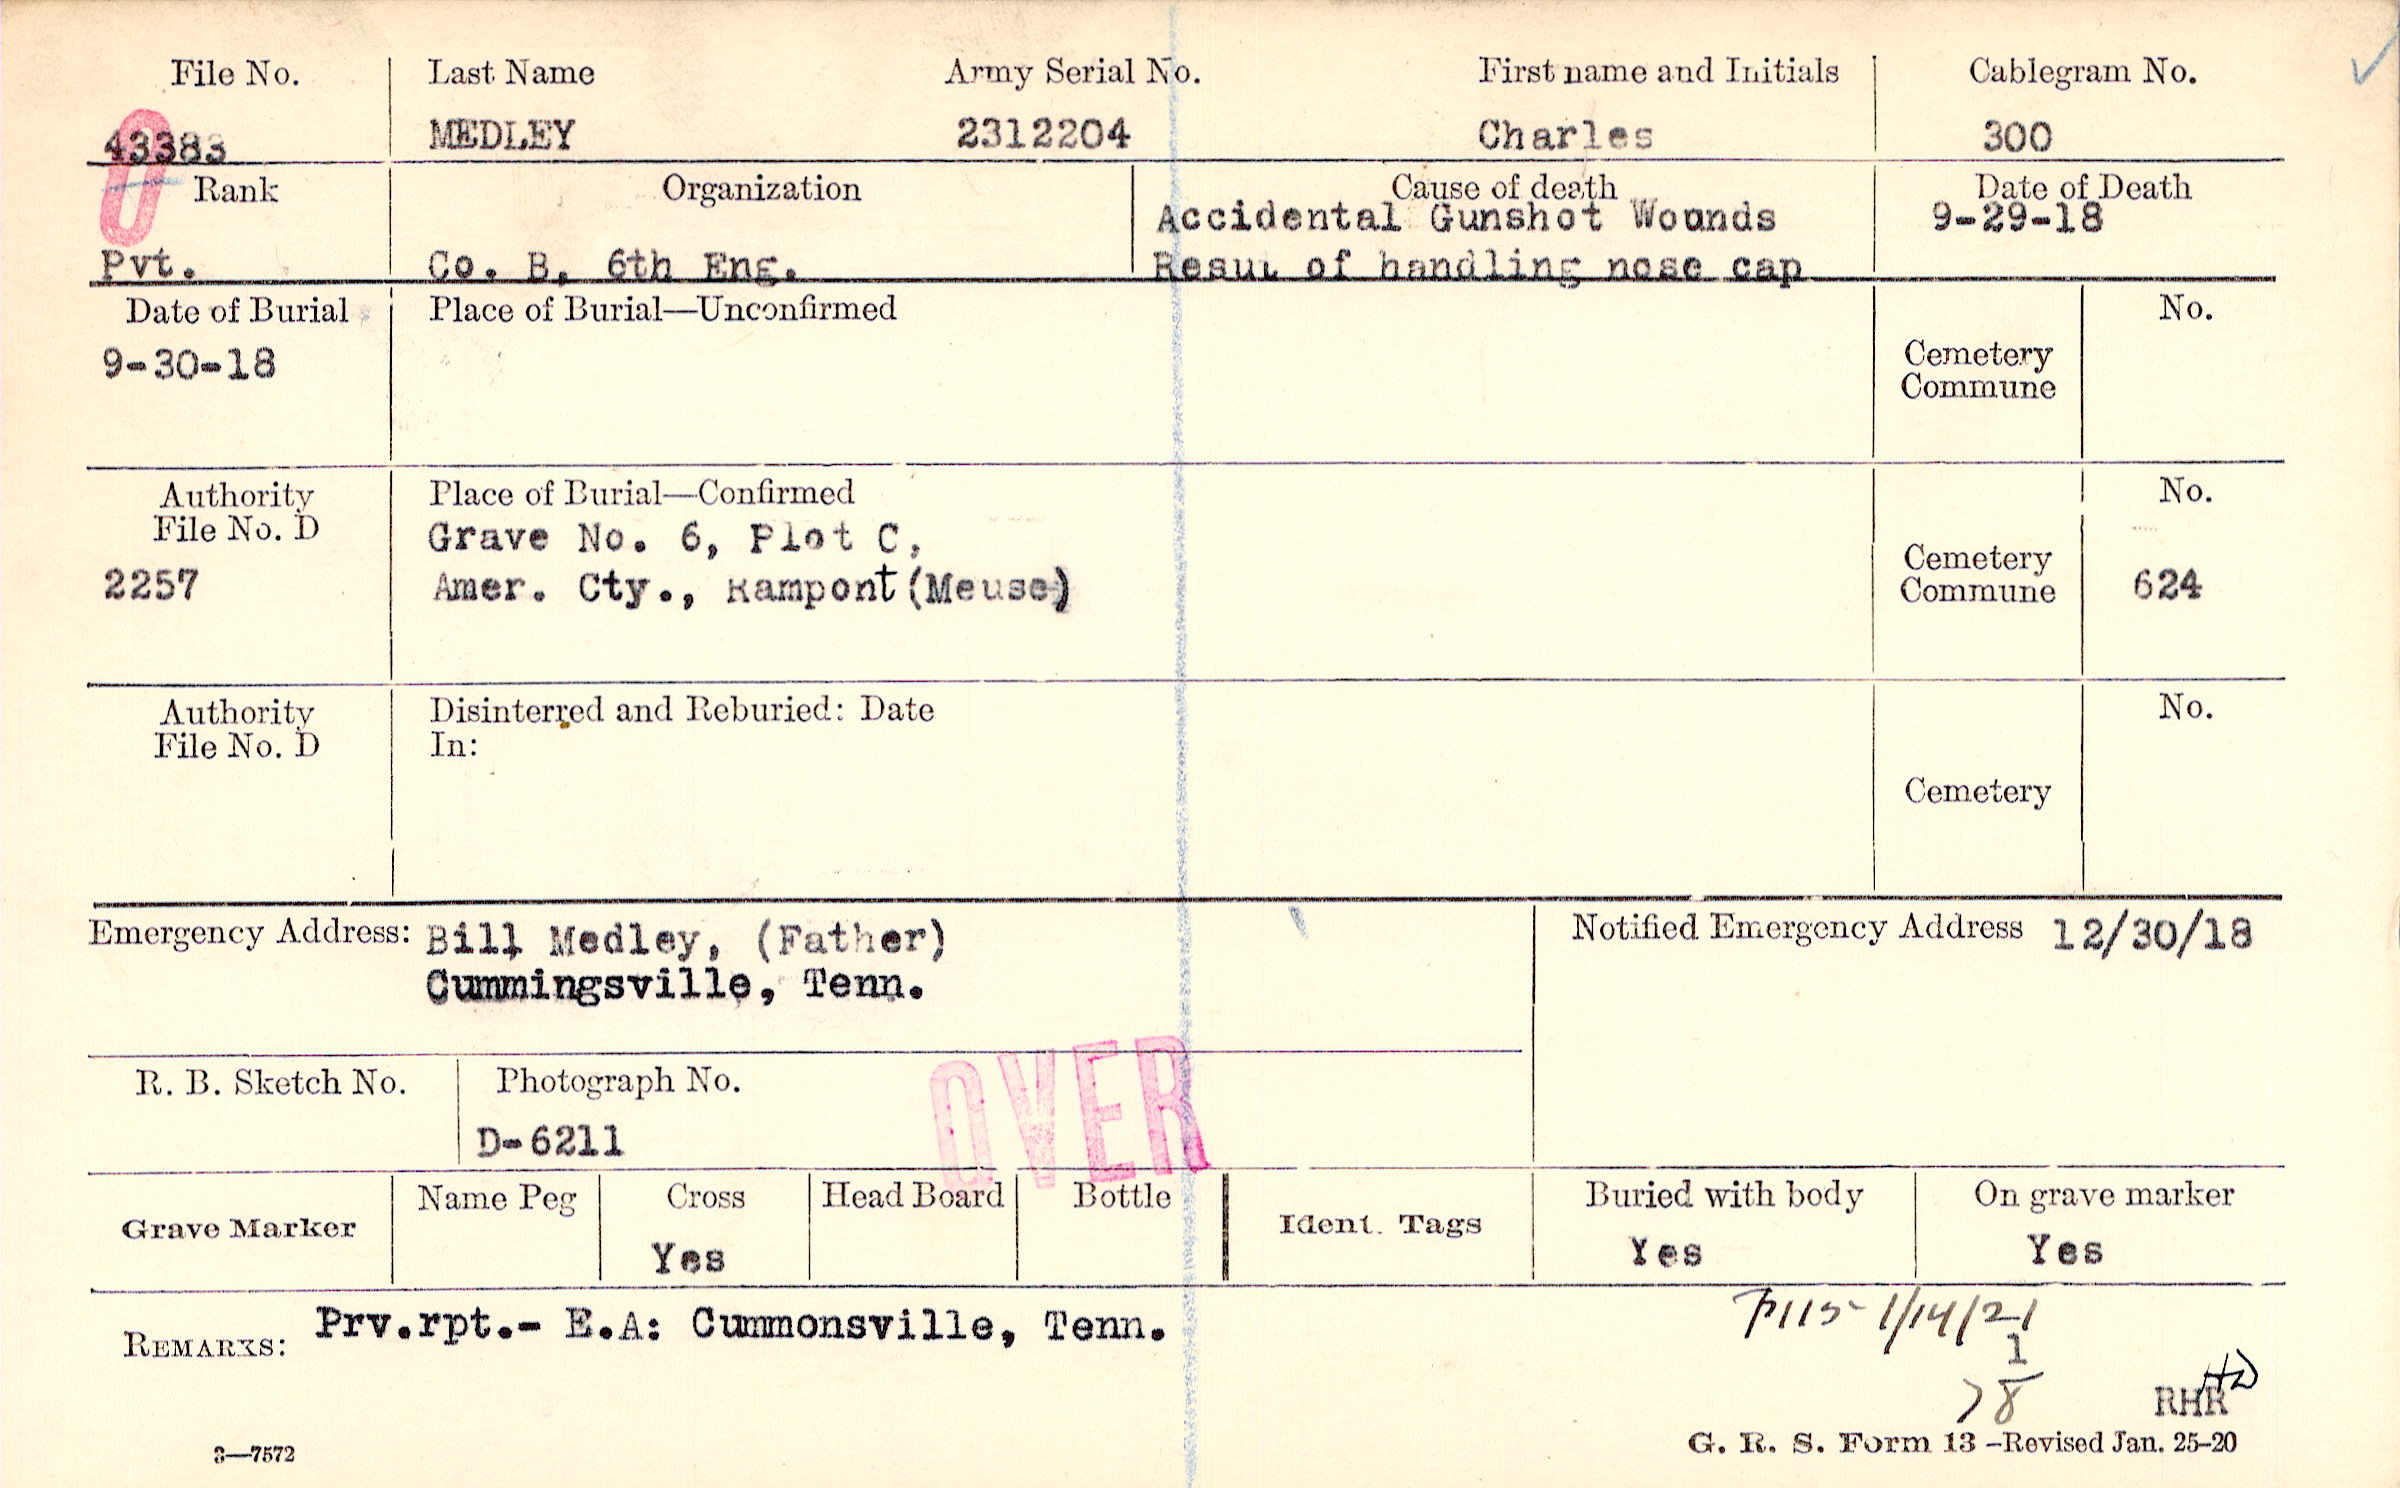 File No.
43383
Last Name
MEDLEY
Army Serial No.
2312204
First name and Initials
Charles
Cablegram No.
300
O
Rank
Pvt.
Organization
Co. B, 6th Eng.
Cause of death
Accidental Gunshot Wounds
Resut of handling nose cap
Date of Death
9-29-18
Date of Burial
9-30-18
Place of Burial—Unconfirmed
Cemetery
Commune
No.
Authority
File No. D
2257
Place of Burial—Confirmed
Grave No. 6, Plot C,
Amer. Cty., Rampont (Meuse)
Cemetery
Commune
No.
624
Authority
File No. D
Disinterred and Reburied: Date
In:
Cemetery
No.
Emergency Address: Bill Medley, (Father)
Cummingsville, Tenn.
Notified Emergency Address 12/30/18
R. B. Sketch No.
Photograph No.
D-6211
OVER
Grave Marker
Name Peg
Cross
Yes
Head Board
Bottle
Ident. Tags
Buried with body
Yes
On grave marker
Yes
REMARKS: Prv.rpt.- E.A: Cummonsville, Tenn.
1/14/21
1
78
RHR
3—7572
G. R. S. Form 13 -Revised Jan. 25-20